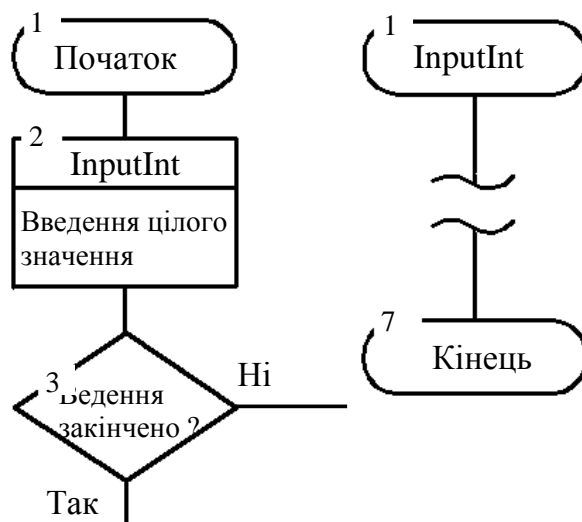 1
Початок
2
InputInt
Введення цілого
значення
3
Ведення
закінчено ?
Ні
Так
1
InputInt
7
Кінець